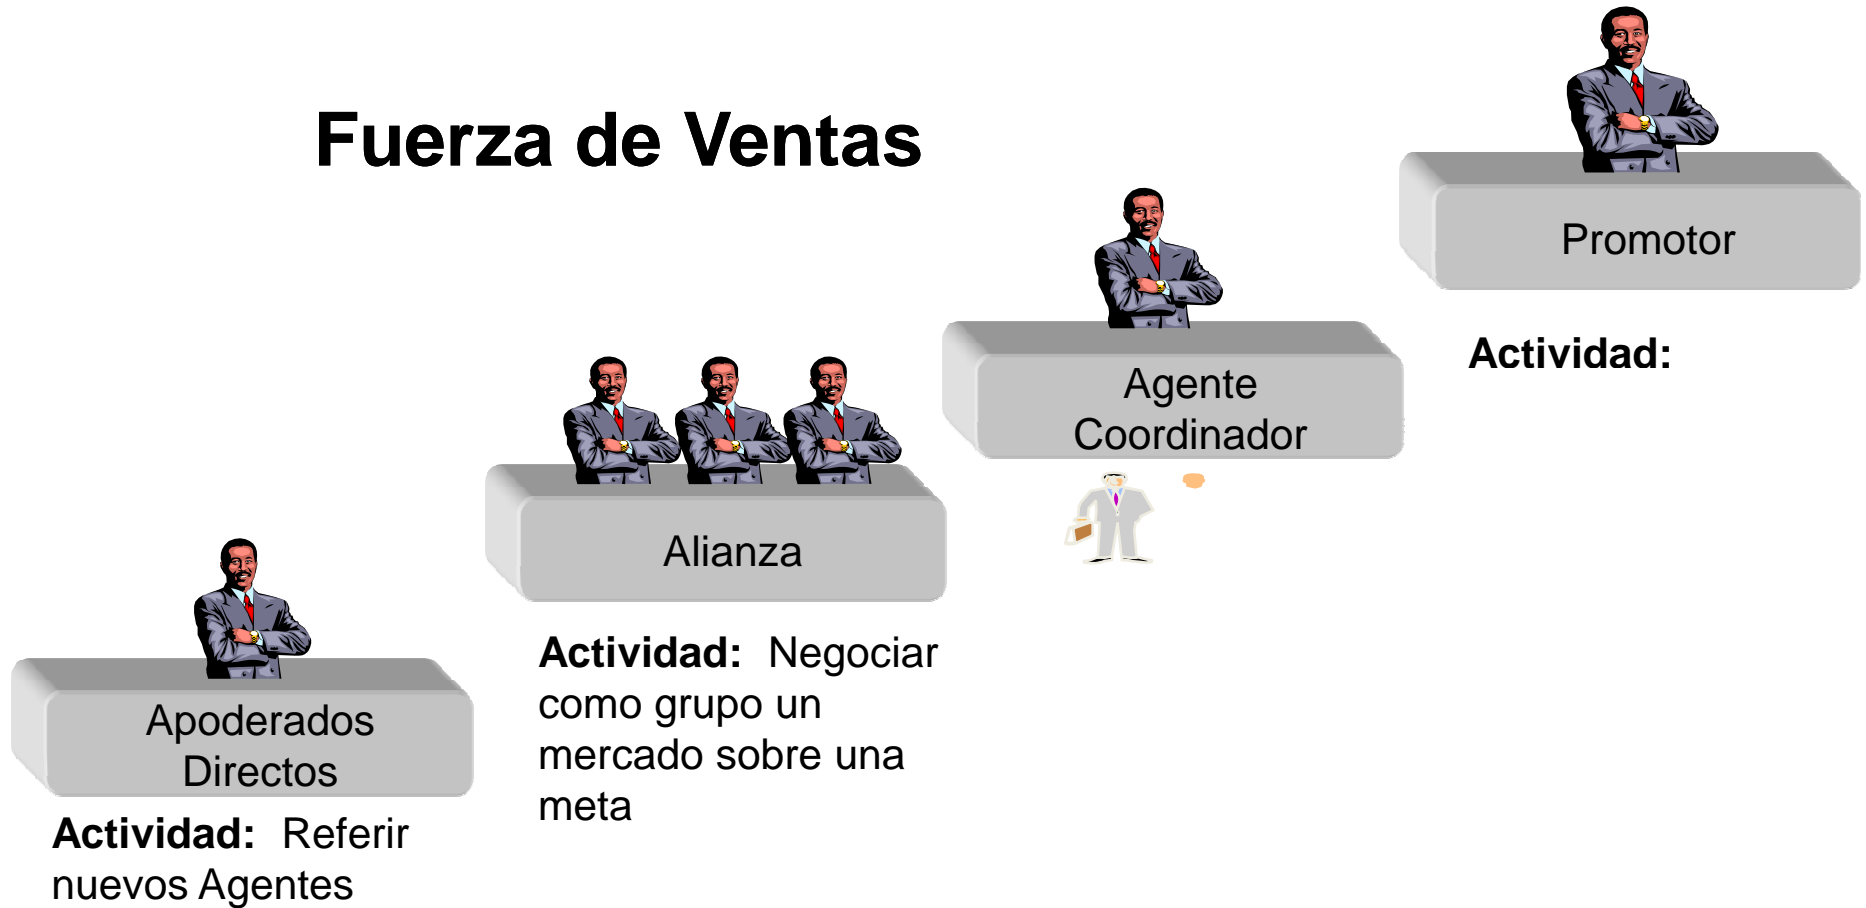 Fuerza de Ventas
Promotor
Actividad:
Agente
Coordinador
Alianza
Actividad: Negociar
como grupo un
mercado sobre una
meta
Apoderados
Directos
Actividad: Referir
nuevos Agentes